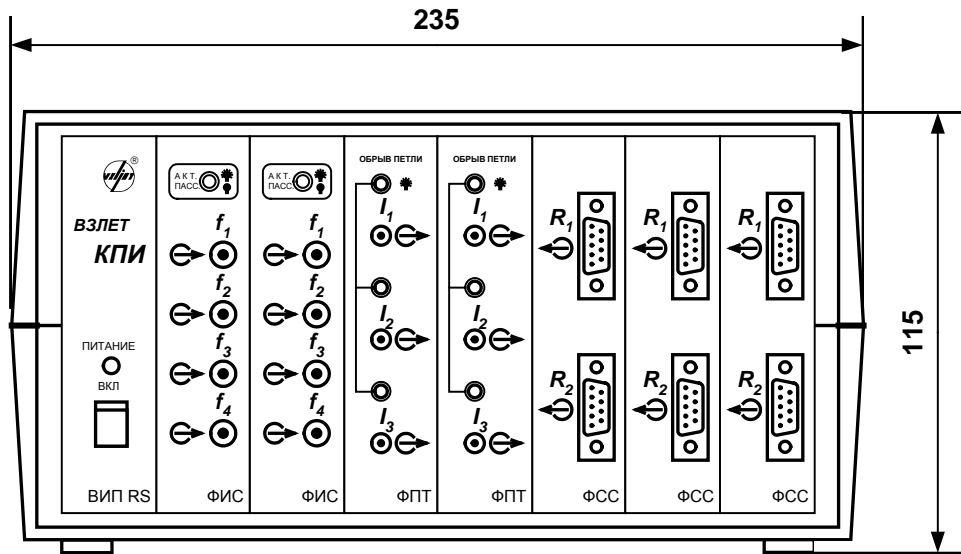 235
115
взлет ®
ВЗЛЕТ
КПИ
ПИТАНИЕ
ВКЛ
ВИП RS
АКТ.
ПАСС.
f1
f2
f3
f4
ФИС
АКТ.
ПАСС.
f1
f2
f3
f4
ФИС
ОБРЫВ ПЕТЛИ
I1
I2
I3
ФПТ
ОБРЫВ ПЕТЛИ
I1
I2
I3
ФПТ
R1
R2
ФСС
R1
R2
ФСС
R1
R2
ФСС